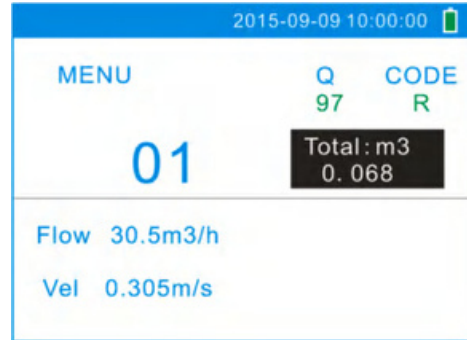 2015-09-09 10:00:00
MENU Q CODE
97 R
01
Total:m3
0.068
Flow 30.5m3/h
Vel 0.305m/s